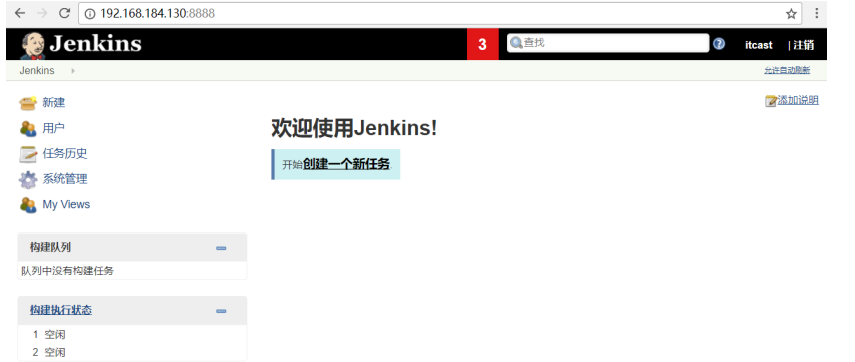 192.168.184.130:8888
Jenkins
3
查找
itcast
|注销
Jenkins
允许自动刷新
新建
用户
任务历史
系统管理
My Views
添加说明
欢迎使用Jenkins!
开始创建一个新任务
构建队列
队列中没有构建任务
构建执行状态
1 空闲
2 空闲